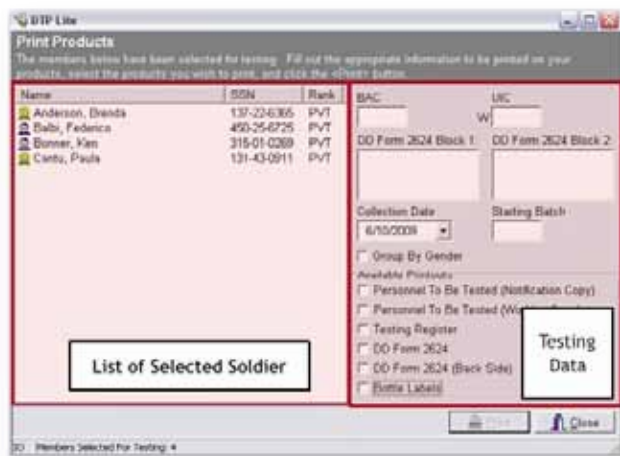 DTP Lite
Print Products
The members below have been selected for testing. Fill out the appropriate information to be printed on your
products, select the products you wish to print, and click the <Print> button.
Name SSN Rank
Anderson, Brenda 137-22-6365 PVT
Balbi, Federico 450-25-6725 PVT
Bonner, Ken 315-01-0269 PVT
Cantu, Paula 131-43-0911 PVT
BAC UIC
W
DD Form 2624 Block 1 DD Form 2624 Block 2
Collection Date Starting Batch
6/10/2009
Group By Gender
Available Printouts
Personnel To Be Tested (Notification Copy)
Personnel To Be Tested
Testing Register
DD Form 2624
DD Form 2624 (Back Side)
Bottle Labels
List of Selected Soldier
Testing
Data
Print Close
Members Selected For Testing: 4